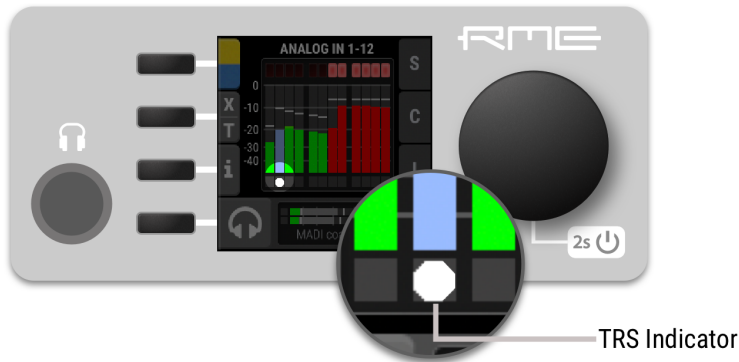 RME
ANALOG IN 1-12
S
0
X
-10
C
T
-20
-30
-40
i
MADI co
2s
TRS Indicator